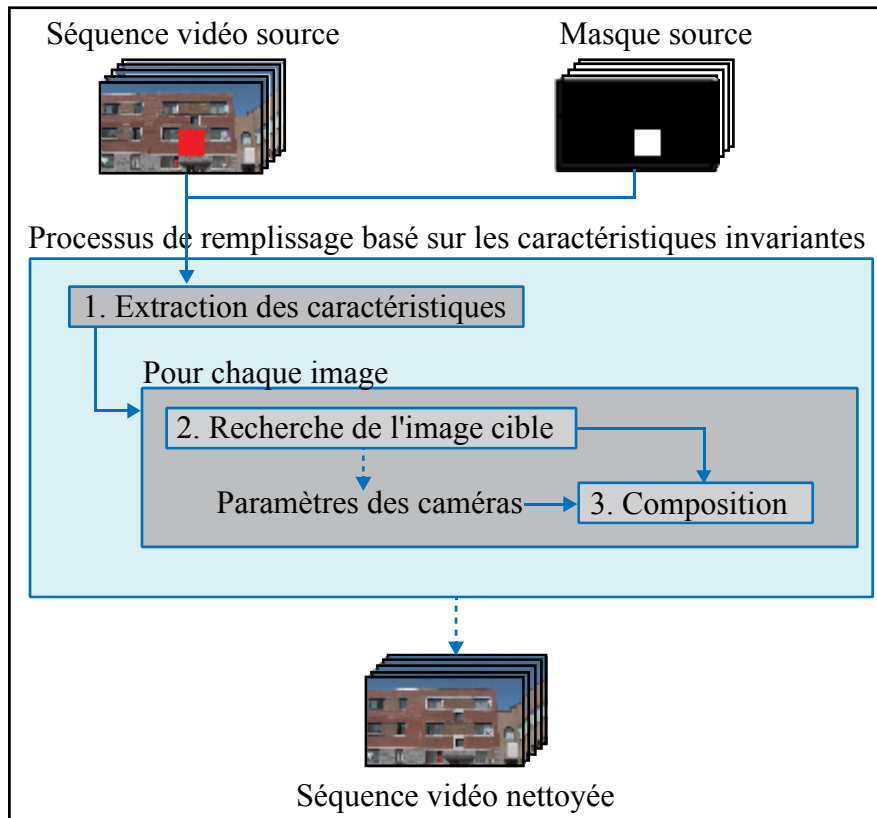 Séquence vidéo source
Masque source
Processus de remplissage basé sur les caractéristiques invariantes
1. Extraction des caractéristiques
Pour chaque image
2. Recherche de l'image cible
Paramètres des caméras
3. Composition
Séquence vidéo nettoyée